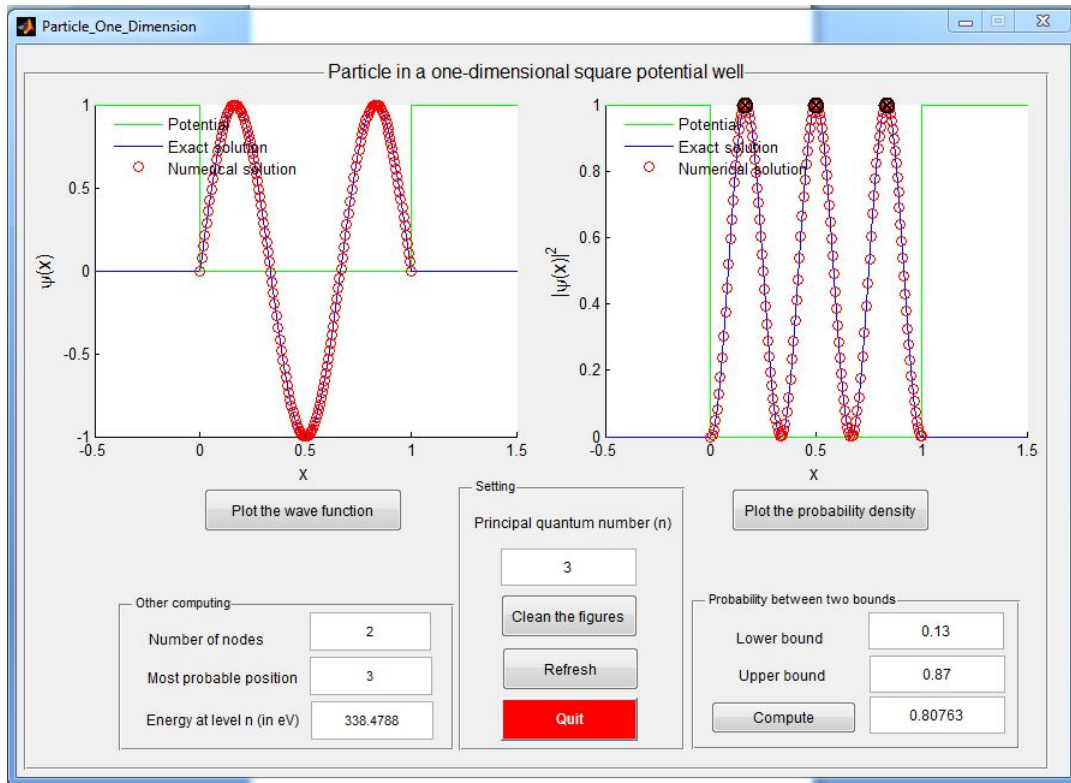 Particle_One_Dimension
Particle in a one-dimensional square potential well
Potential
Exact solution
Numerical solution
1
0.5
0
-0.5
-1
-0.5
0
0.5
1
1.5
ψ(x)
x
Potential
Exact solution
Numerical solution
1
0.8
0.6
0.4
0.2
0
-0.5
0
0.5
1
1.5
|ψ(x)|²
x
Plot the wave function
Plot the probability density
Setting
Principal quantum number (n)
3
Clean the figures
Refresh
Quit
Other computing
Number of nodes 2
Most probable position 3
Energy at level n (in eV) 338.4788
Probability between two bounds
Lower bound 0.13
Upper bound 0.87
Compute 0.80763